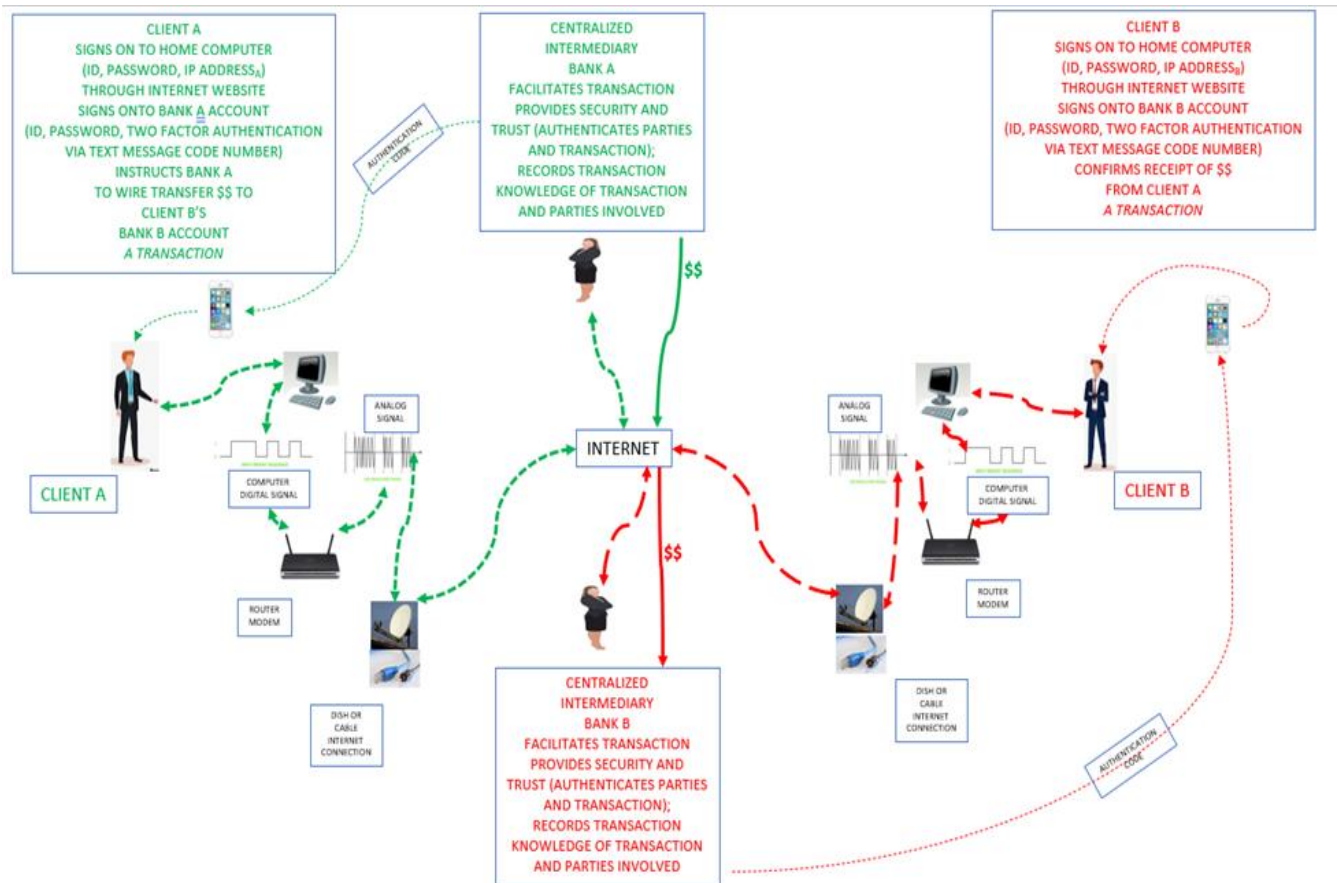 CLIENT A
SIGNS ON TO HOME COMPUTER
(ID, PASSWORD, IP ADDRESSA)
THROUGH INTERNET WEBSITE
SIGNS ONTO BANK A ACCOUNT
(ID, PASSWORD, TWO FACTOR AUTHENTICATION
VIA TEXT MESSAGE CODE NUMBER)
INSTRUCTS BANK A
TO WIRE TRANSFER $$ TO
CLIENT B'S
BANK B ACCOUNT
A TRANSACTION
AUTHENTICATION
CODE
CENTRALIZED
INTERMEDIARY
BANK A
FACILITATES TRANSACTION
PROVIDES SECURITY AND
TRUST (AUTHENTICATES PARTIES
AND TRANSACTION);
RECORDS TRANSACTION
KNOWLEDGE OF TRANSACTION
AND PARTIES INVOLVED
CLIENT B
SIGNS ON TO HOME COMPUTER
(ID, PASSWORD, IP ADDRESSB)
THROUGH INTERNET WEBSITE
SIGNS ONTO BANK B ACCOUNT
(ID, PASSWORD, TWO FACTOR AUTHENTICATION
VIA TEXT MESSAGE CODE NUMBER)
CONFIRMS RECEIPT OF $$
FROM CLIENT A
A TRANSACTION
$$
ANALOG
SIGNAL
CLIENT A
COMPUTER
DIGITAL SIGNAL
ROUTER
MODEM
DISH OR
CABLE
INTERNET
CONNECTION
INTERNET
$$
ANALOG
SIGNAL
COMPUTER
DIGITAL SIGNAL
CLIENT B
ROUTER
MODEM
DISH OR
CABLE
INTERNET
CONNECTION
CENTRALIZED
INTERMEDIARY
BANK B
FACILITATES TRANSACTION
PROVIDES SECURITY AND
TRUST (AUTHENTICATES PARTIES
AND TRANSACTION);
RECORDS TRANSACTION
KNOWLEDGE OF TRANSACTION
AND PARTIES INVOLVED
AUTHENTICATION
CODE